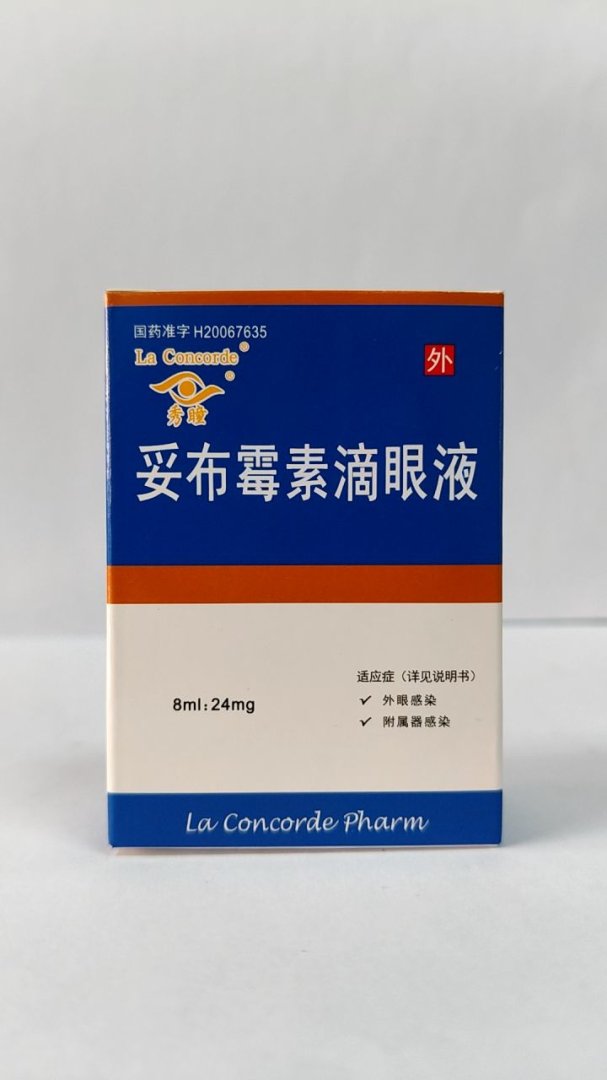 国药准字 H20067635
La Concorde®
外
®
秀瞳
妥布霉素滴眼液
适应症（详见说明书）
8ml:24mg
✓ 外眼感染
✓ 附属器感染
La Concorde Pharm